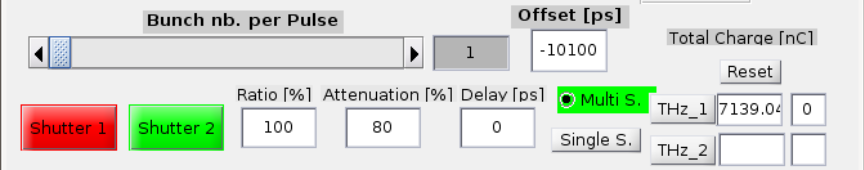 Bunch nb. per Pulse
Offset [ps]
1
-10100
Total Charge [nC]
Reset
Ratio [%] Attenuation [%] Delay [ps]
Multi S.
Shutter 1 Shutter 2 100 80 0
THz_1 7139.04 0
Single S.
THz_2